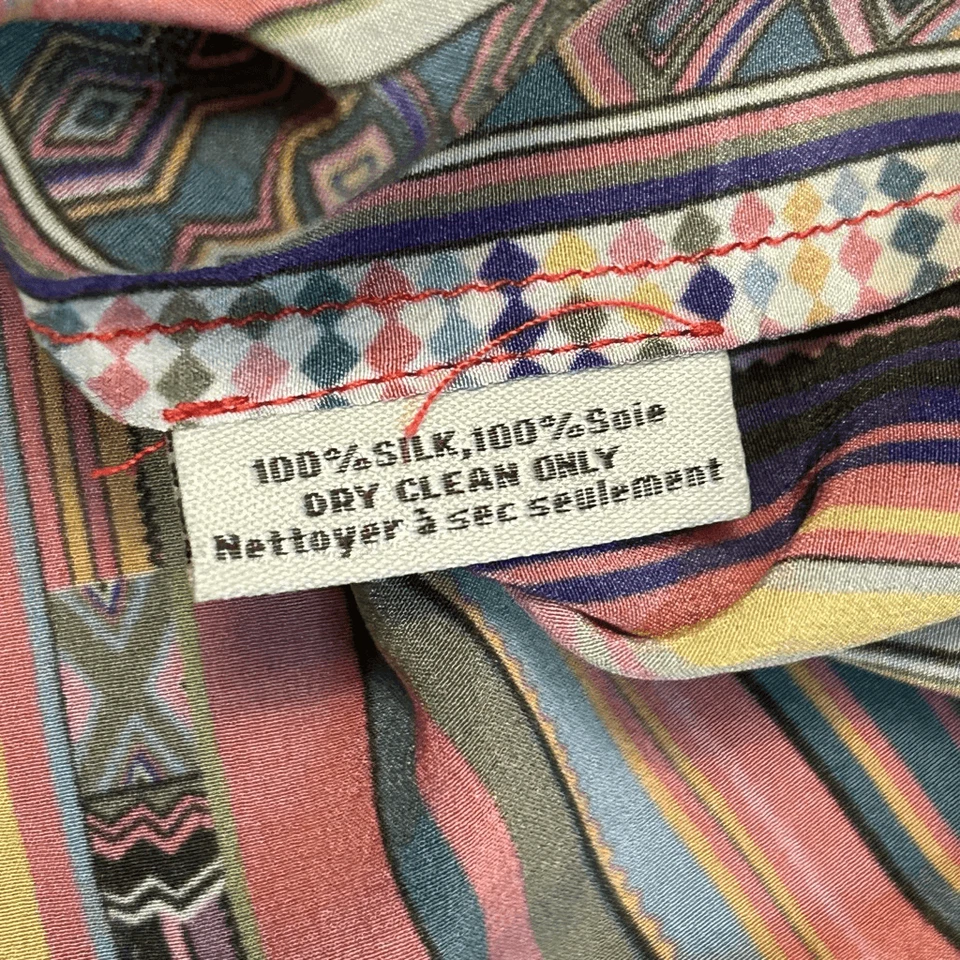 100%SILK,100%Soie
DRY CLEAN ONLY
Nettoyer à sec seulement